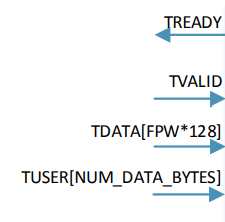 TREADY
TVALID
TDATA[FPW*128]
TUSER[NUM_DATA_BYTES]